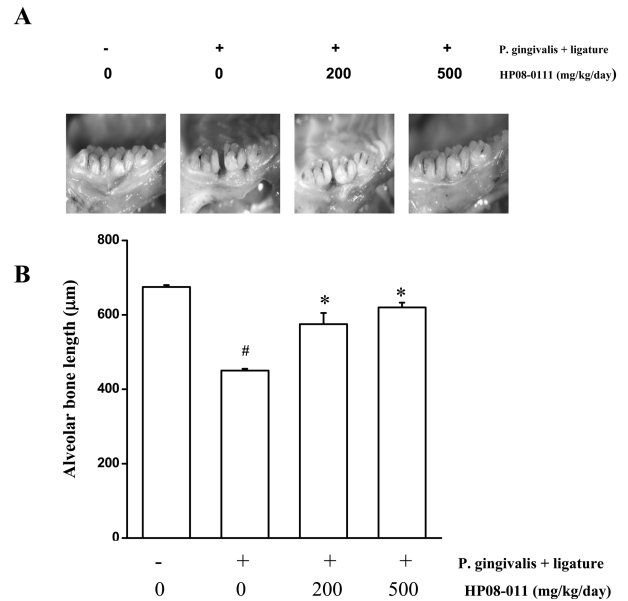 A
- + + + P. gingivalis + ligature
0 0 200 500 HP08-0111 (mg/kg/day)
B
Alveolar bone length (μm)
800
600
400
200
0
#
*
*
- + + + P. gingivalis + ligature
0 0 200 500 HP08-011 (mg/kg/day)